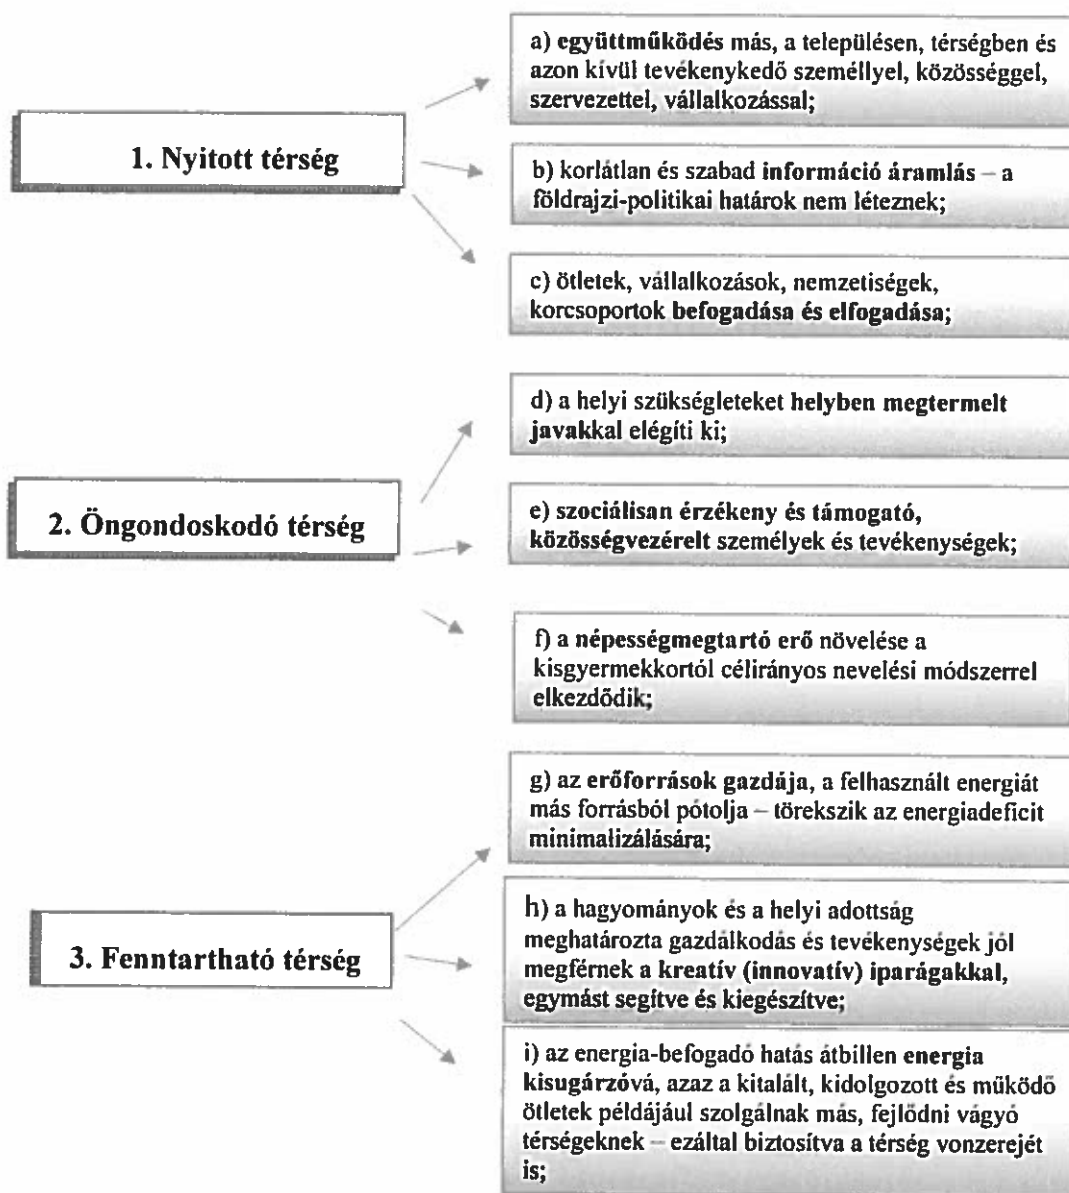 a) együttműködés más, a településen, térségben és
azon kívül tevékenykedő személlyel, közösséggel,
szervezettel, vállalkozással;
1. Nyitott térség
b) korlátlan és szabad információ áramlás – a
földrajzi-politikai határok nem léteznek;
c) ötletek, vállalkozások, nemzetiségek,
korcsoportok befogadása és elfogadása;
d) a helyi szükségleteket helyben megtermelt
javakkal elégíti ki;
2. Öngondoskodó térség
e) szociálisan érzékeny és támogató,
közösségvezérelt személyek és tevékenységek;
f) a népességmegtartó erő növelése a
kisgyermekkortól célirányos nevelési módszerrel
elkezdődik;
g) az erőforrások gazdája, a felhasznált energiát
más forrásból pótolja – törekszik az energiadeficit
minimalizálására;
3. Fenntartható térség
h) a hagyományok és a helyi adottság
meghatározta gazdálkodás és tevékenységek jól
megférnek a kreatív (innovatív) iparágakkal,
egymást segítve és kiegészítve;
i) az energia-befogadó hatás átbillen energia
kisugárzóvá, azaz a kitalált, kidolgozott és működő
ötletek példájául szolgálnak más, fejlődni vágyó
térségeknek – ezáltal biztosítva a térség vonzerejét
is;